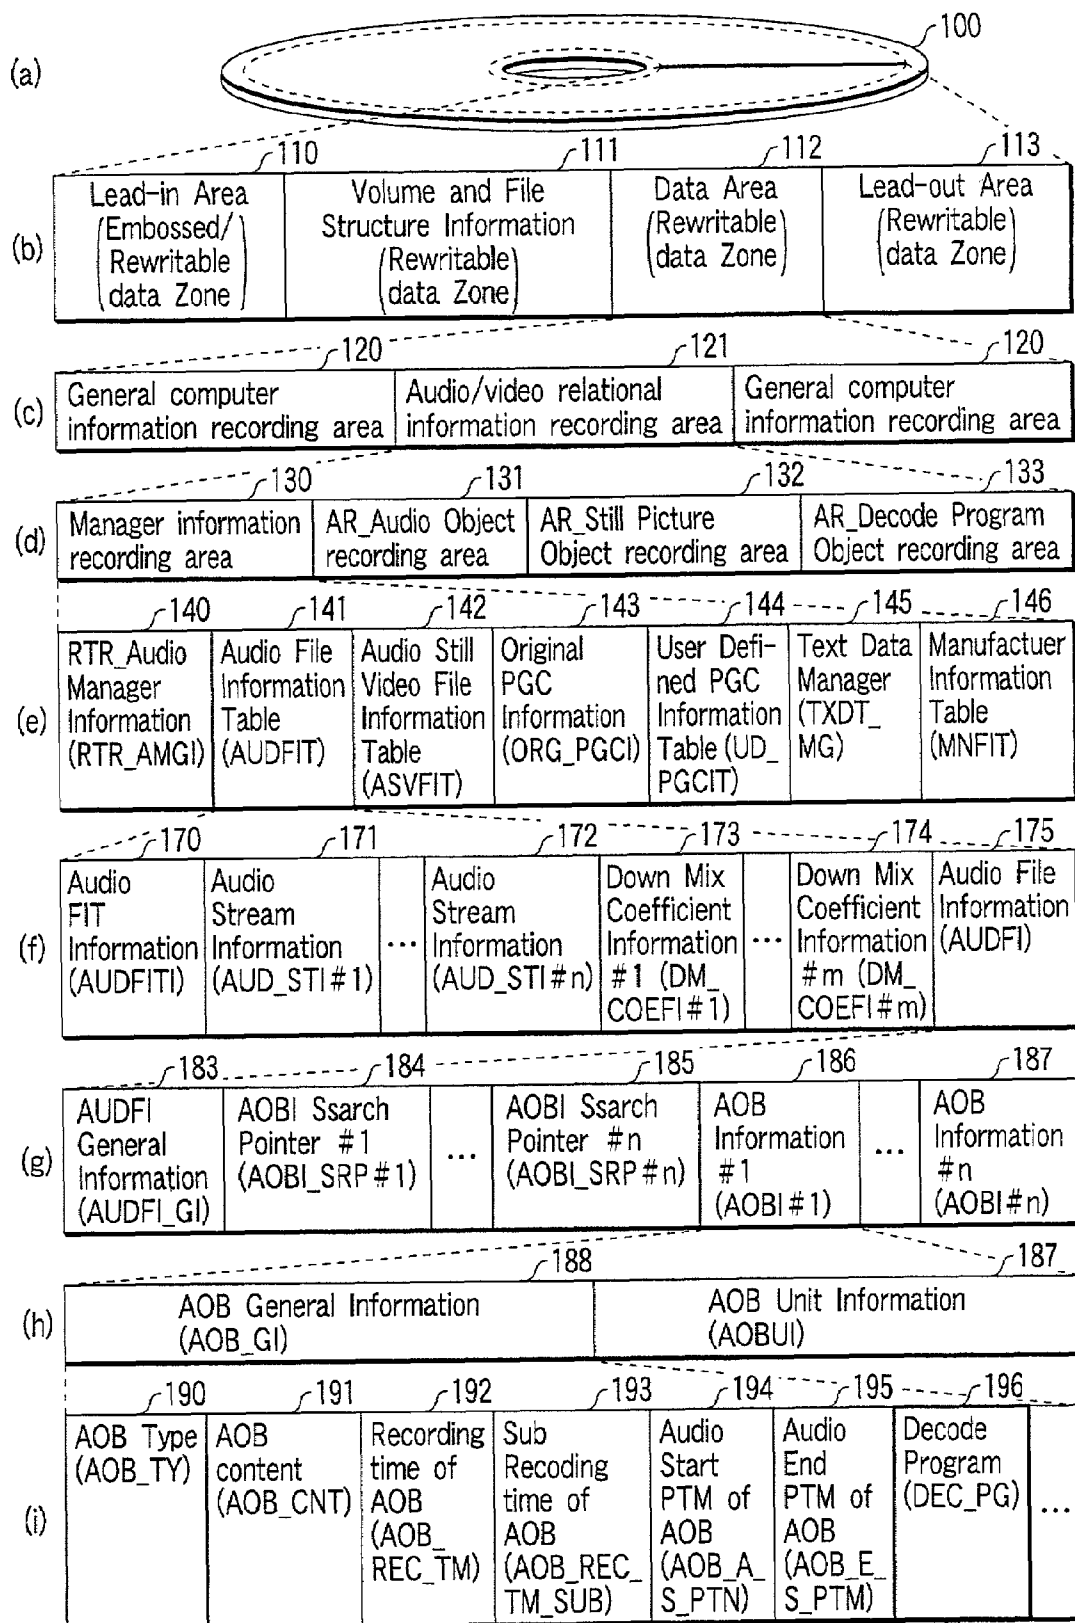 (a)
100
110
111
112
113
(b)
Lead-in Area
(Embossed/
Rewritable
data Zone)
Volume and File
Structure Information
(Rewritable
data Zone)
Data Area
(Rewritable
data Zone)
Lead-out Area
(Rewritable
data Zone)
120
121
120
(c)
General computer
information recording area
Audio/video relational
information recording area
General computer
information recording area
130
131
132
133
(d)
Manager information
recording area
AR_Audio Object
recording area
AR_Still Picture
Object recording area
AR_Decode Program
Object recording area
140
141
142
143
144
145
146
(e)
RTR_Audio
Manager
Information
(RTR_AMGI)
Audio File
Information
Table
(AUDFIT)
Audio Still
Video File
Information
Table
(ASVFIT)
Original
PGC
Information
(ORG_PGCI)
User Defi-
ned PGC
Information
Table (UD_
PGCIT)
Text Data
Manager
(TXDT_
MG)
Manufactuer
Information
Table
(MNFIT)
170
171
172
173
174
175
(f)
Audio
FIT
Information
(AUDFITI)
Audio
Stream
Information
(AUD_STI#1)
...
Audio
Stream
Information
(AUD_STI#n)
Down Mix
Coefficient
Information
#1 (DM_
COEFI#1)
...
Down Mix
Coefficient
Information
#m (DM_
COEFI#m)
Audio File
Information
(AUDFI)
183
184
185
186
187
(g)
AUDFI
General
Information
(AUDFI_GI)
AOBI Ssarch
Pointer #1
(AOBI_SRP#1)
...
AOBI Ssarch
Pointer #n
(AOBI_SRP#n)
AOB
Information
#1
(AOBI#1)
...
AOB
Information
#n
(AOBI#n)
188
187
(h)
AOB General Information
(AOB_GI)
AOB Unit Information
(AOBUI)
190
191
192
193
194
195
196
(i)
AOB Type
(AOB_TY)
AOB
content
(AOB_CNT)
Recording
time of
AOB
(AOB_
REC_TM)
Sub
Recoding
time of
AOB
(AOB_REC_
TM_SUB)
Audio
Start
PTM of
AOB
(AOB_A_
S_PTN)
Audio
End
PTM of
AOB
(AOB_E_
S_PTM)
Decode
Program
(DEC_PG)
...